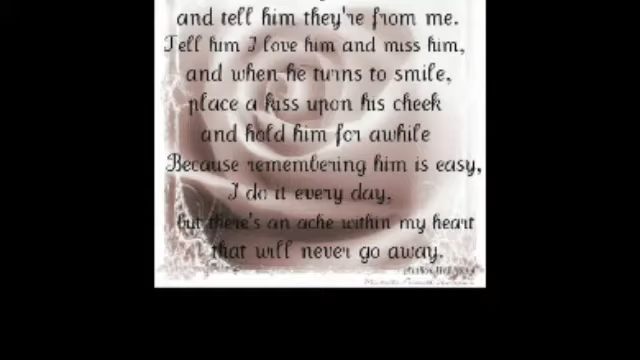 and tell him they're from me.
Tell him I love him and miss him,
and when he turns to smile,
place a kiss upon his cheek
and hold him for awhile
Because remembering him is easy,
I do it every day,
but there's an ache within my heart
that will never go away.